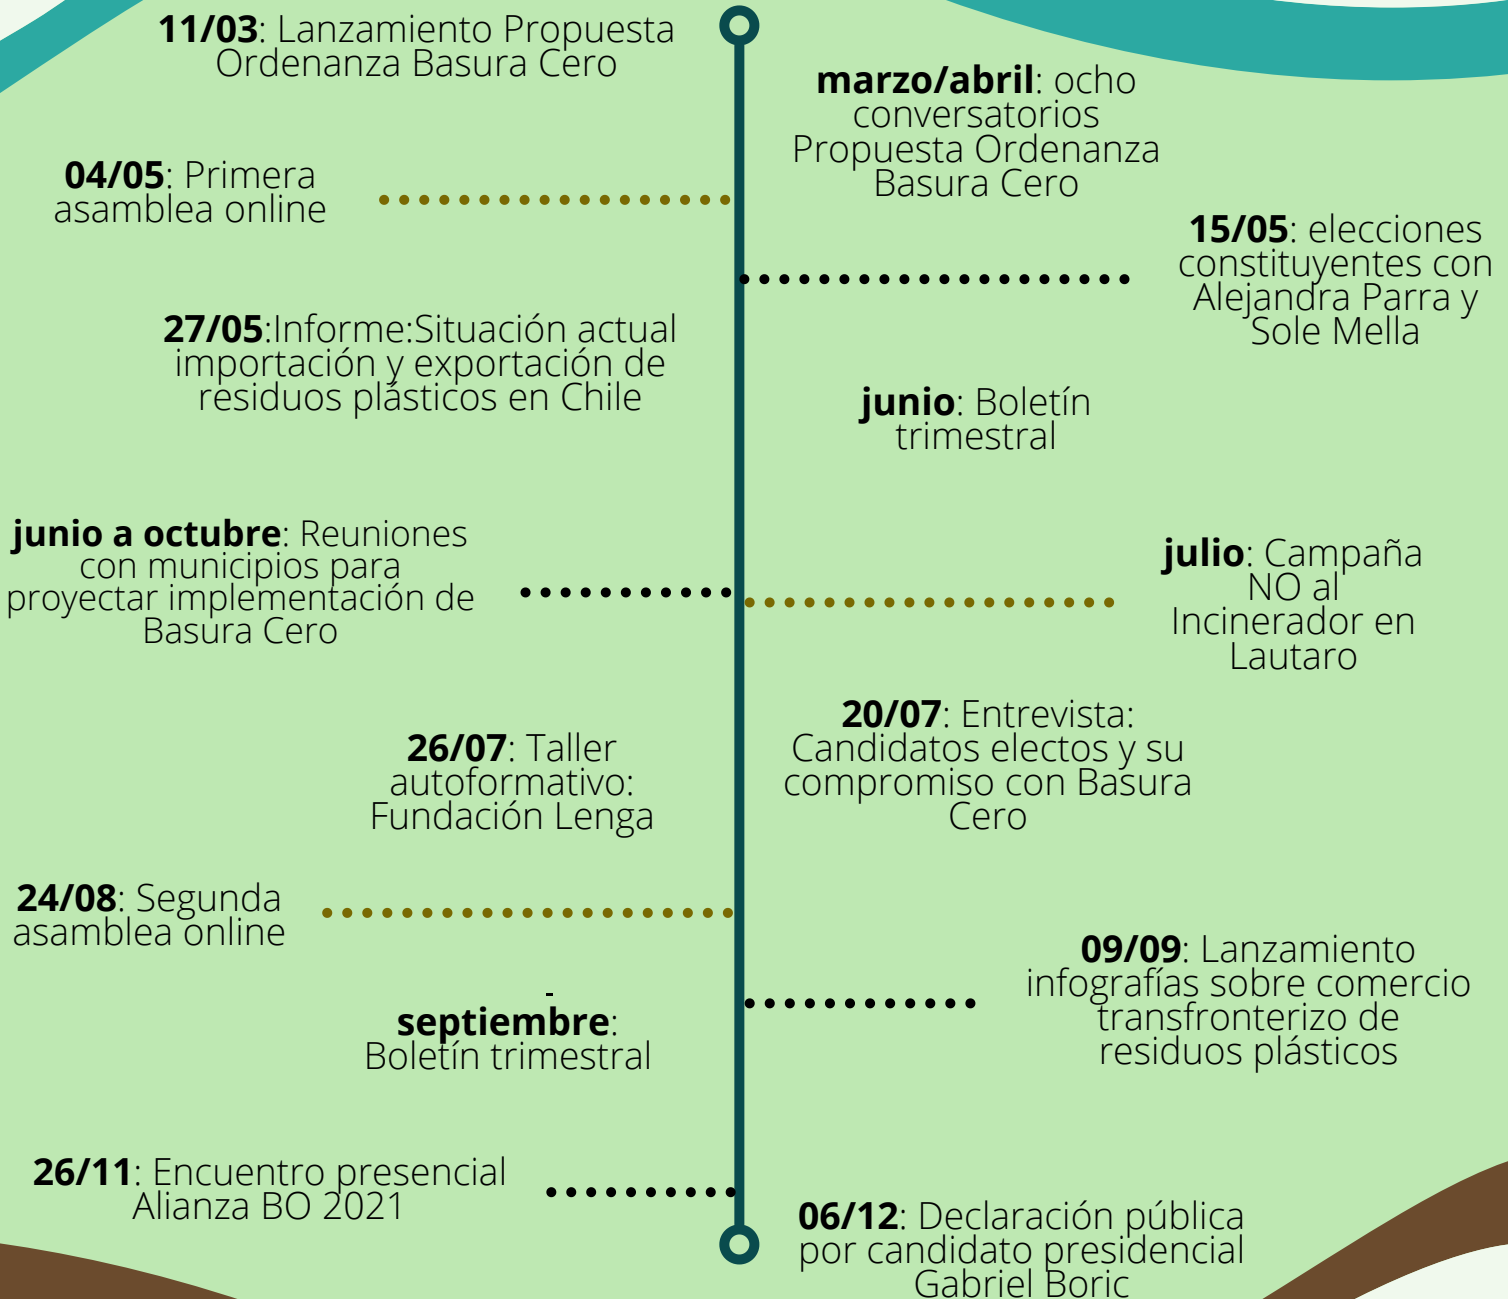 11/03: Lanzamiento Propuesta
Ordenanza Basura Cero
marzo/abril: ocho
conversatorios
Propuesta Ordenanza
Basura Cero
04/05: Primera
asamblea online
15/05: elecciones
constituyentes con
Alejandra Parra y
Sole Mella
27/05:Informe:Situación actual
importación y exportación de
residuos plásticos en Chile
junio: Boletín
trimestral
junio a octubre: Reuniones
con municipios para
proyectar implementación de
Basura Cero
julio: Campaña
NO al
Incinerador en
Lautaro
20/07: Entrevista:
Candidatos electos y su
compromiso con Basura
Cero
26/07: Taller
autoformativo:
Fundación Lenga
24/08: Segunda
asamblea online
09/09: Lanzamiento
infografías sobre comercio
transfronterizo de
residuos plásticos
-
septiembre:
Boletín trimestral
26/11: Encuentro presencial
Alianza BO 2021
06/12: Declaración pública
por candidato presidencial
Gabriel Boric